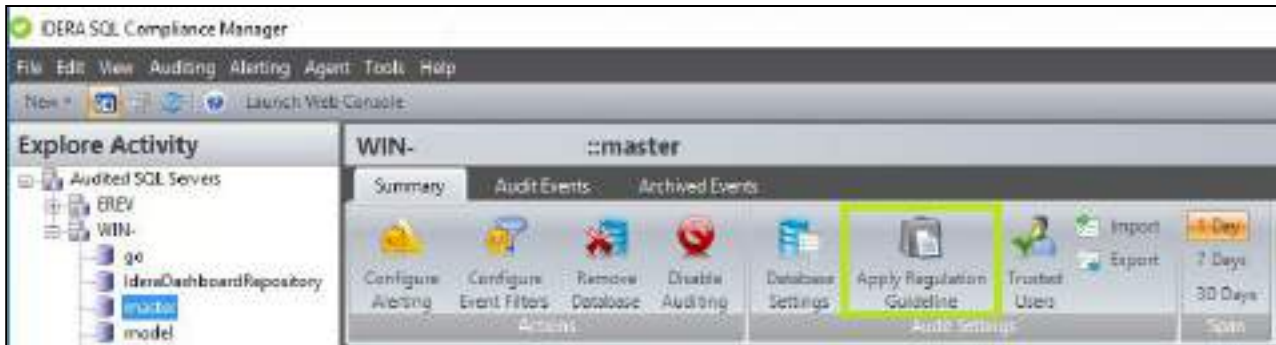 IDERA SQL Compliance Manager
File Edit View Auditing Alerting Agent Tools Help
New Launch Web Console
Explore Activity
WIN- ::master
Audited SQL Servers
EREV
WIN-
go
IderaDashboardRepository
master
model
Summary Audit Events Archived Events
Configure Alerting
Configure Event Filters
Remove Database
Disable Auditing
Actions
Database Settings
Apply Regulation Guideline
Trusted Users
Import
Export
Audit Settings
1 Day
7 Days
30 Days
Span